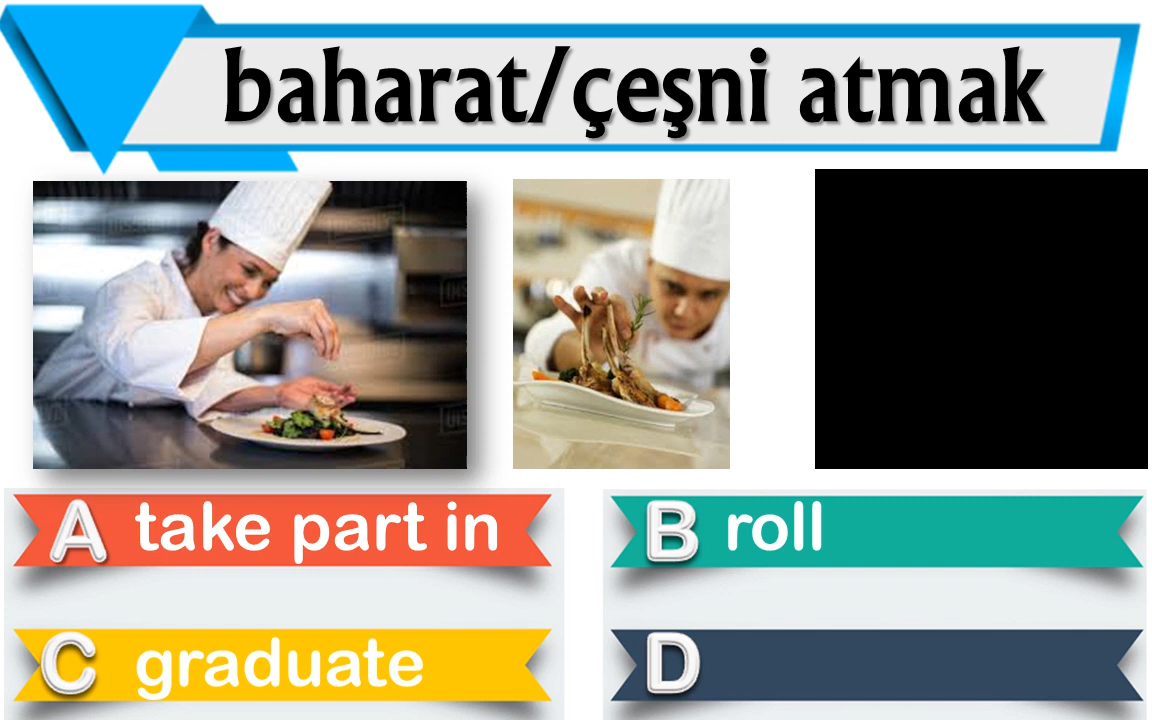 baharat/çeşni atmak
A take part in
B roll
C graduate
D